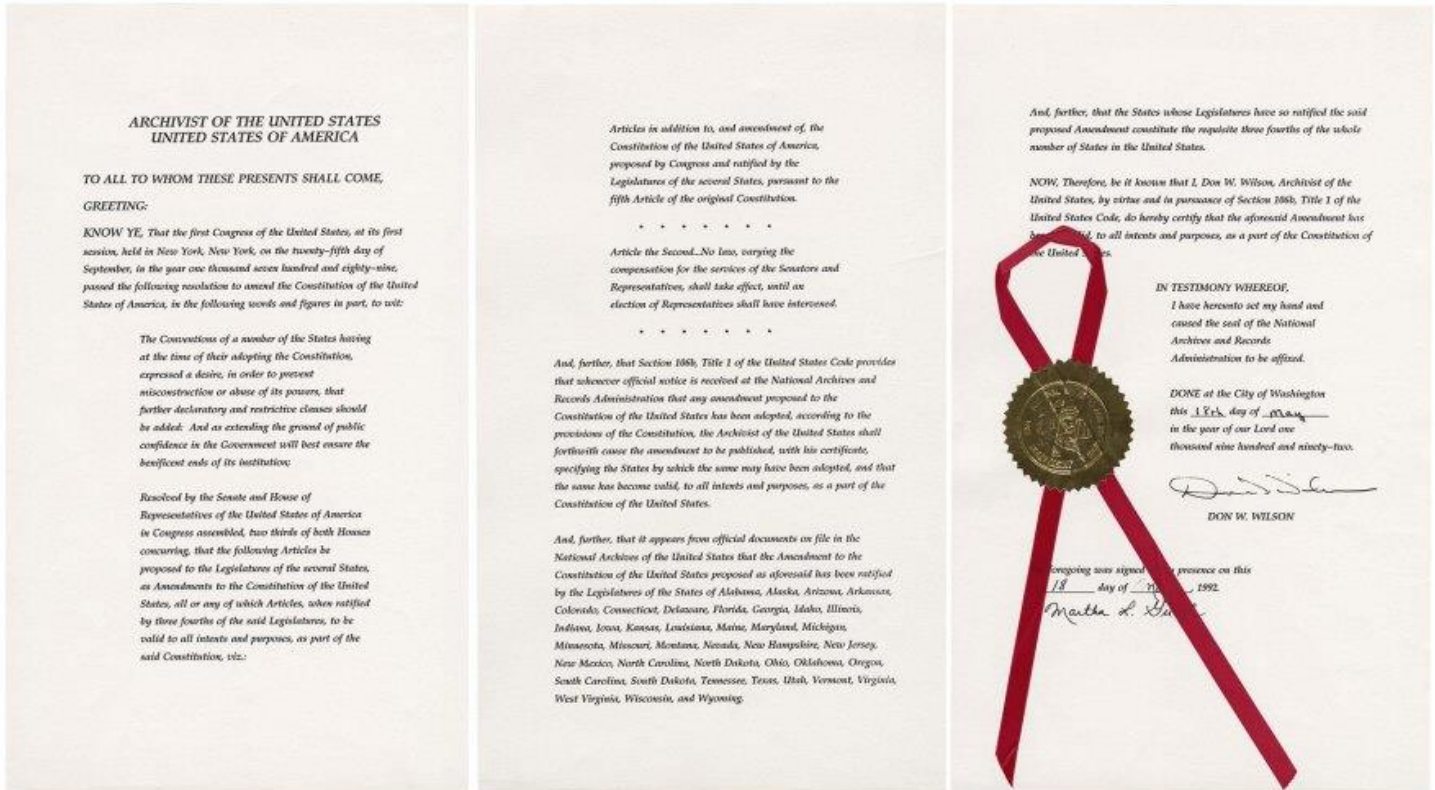 ARCHIVIST OF THE UNITED STATES
UNITED STATES OF AMERICA
TO ALL TO WHOM THESE PRESENTS SHALL COME,
GREETING:
KNOW YE, That the first Congress of the United States, at its first
session, held in New York, New York, on the twenty-fifth day of
September, in the year one thousand seven hundred and eighty-nine,
passed the following resolution to amend the Constitution of the United
States of America, in the following words and figures in part, to wit:
The Conventions of a number of the States having
at the time of their adopting the Constitution,
expressed a desire, in order to prevent
misconstruction or abuse of its powers, that
further declaratory and restrictive clauses should
be added: And as extending the ground of public
confidence in the Government will best ensure the
benificent ends of its institution;
Resolved by the Senate and House of
Representatives of the United States of America
in Congress assembled, two thirds of both Houses
concurring, that the following Articles be
proposed to the Legislatures of the several States,
as Amendments to the Constitution of the United
States, all or any of which Articles, when ratified
by three fourths of the said Legislatures, to be
valid to all intents and purposes, as part of the
said Constitution, viz.:
Articles in addition to, and amendment of, the
Constitution of the United States of America,
proposed by Congress and ratified by the
Legislatures of the several States, pursuant to the
fifth Article of the original Constitution.
* * * * * * *
Article the Second...No law, varying the
compensation for the services of the Senators and
Representatives, shall take effect, until an
election of Representatives shall have intervened.
* * * * * * *
And, further, that Section 106b, Title 1 of the United States Code provides
that whenever official notice is received at the National Archives and
Records Administration that any amendment proposed to the
Constitution of the United States has been adopted, according to the
provisions of the Constitution, the Archivist of the United States shall
forthwith cause the amendment to be published, with his certificate,
specifying the States by which the same may have been adopted, and that
the same has become valid, to all intents and purposes, as a part of the
Constitution of the United States.
And, further, that it appears from official documents on file in the
National Archives of the United States that the Amendment to the
Constitution of the United States proposed as aforesaid has been ratified
by the Legislatures of the States of Alabama, Alaska, Arizona, Arkansas,
Colorado, Connecticut, Delaware, Florida, Georgia, Idaho, Illinois,
Indiana, Iowa, Kansas, Louisiana, Maine, Maryland, Michigan,
Minnesota, Missouri, Montana, Nevada, New Hampshire, New Jersey,
New Mexico, North Carolina, North Dakota, Ohio, Oklahoma, Oregon,
South Carolina, South Dakota, Tennessee, Texas, Utah, Vermont, Virginia,
West Virginia, Wisconsin, and Wyoming.
And, further, that the States whose Legislatures have so ratified the said
proposed Amendment constitute the requisite three fourths of the whole
number of States in the United States.
NOW, Therefore, be it known that I, Don W. Wilson, Archivist of the
United States, by virtue and in pursuance of Section 106b, Title 1 of the
United States Code, do hereby certify that the aforesaid Amendment has
to all intents and purposes, as a part of the Constitution of
the United
IN TESTIMONY WHEREOF,
I have hereunto set my hand and
caused the seal of the National
Archives and Records
Administration to be affixed.
DONE at the City of Washington
this 18th day of May
in the year of our Lord one
thousand nine hundred and ninety-two.
DON W. WILSON
foregoing was signed presence on this
18 day of 1992
Martha L.